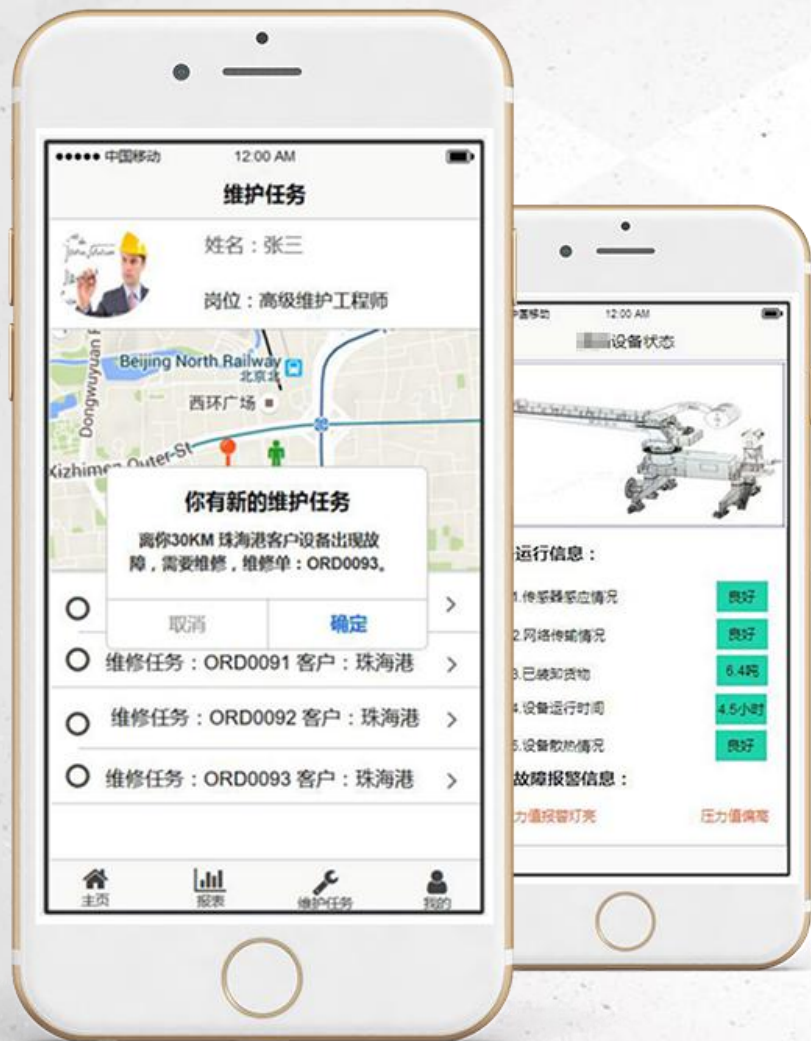 中国移动 12:00 AM
维护任务
姓名：张三
岗位：高级维护工程师
Dongwuyuan
Beijing North Railway
北京北
西环广场
Xizhimen Outer-St
你有新的维护任务
离你30KM 珠海港客户设备出现故
障，需要维修，维修单：ORD0093。
取消 确定
维修任务：ORD0091 客户：珠海港
维修任务：ORD0092 客户：珠海港
维修任务：ORD0093 客户：珠海港
主页 报表 维护任务 我的
国移动 12:00 AM
设备状态
运行信息：
1.传感器感应情况 良好
2.网络传输情况 良好
3.已装卸货物 6.4吨
4.设备运行时间 4.5小时
5.设备散热情况 良好
故障报警信息：
力值报警灯亮 压力值偏高